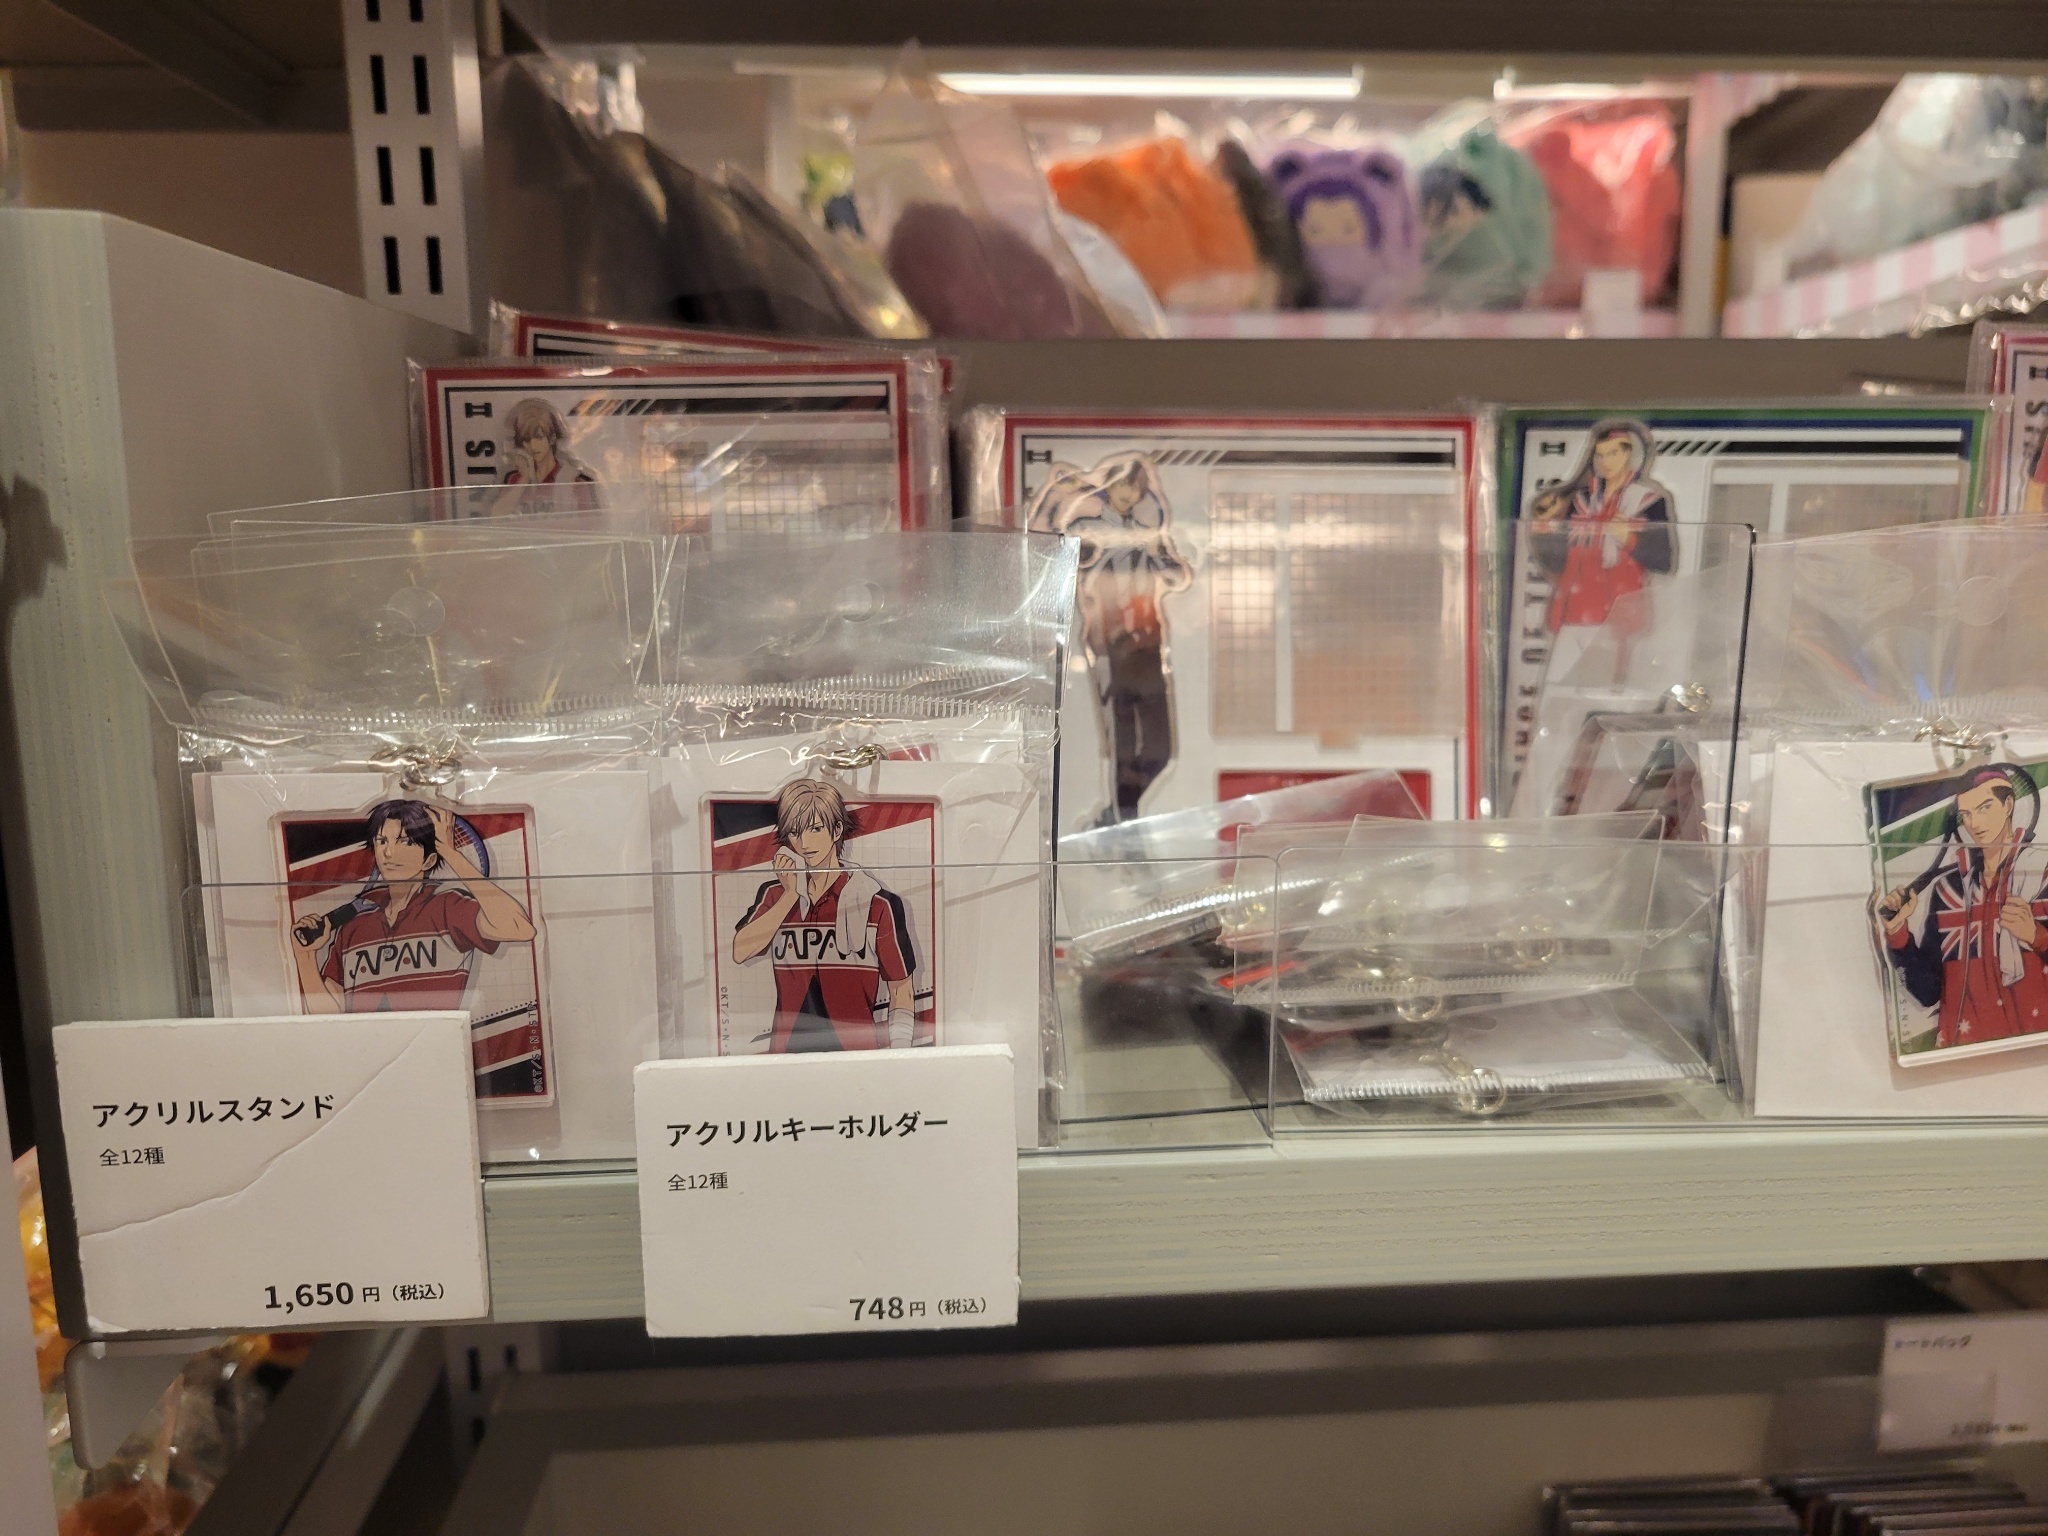 JAPAN
JAPAN
アクリルスタンド
全12種
1,650円（税込）
アクリルキーホルダー
全12種
748円（税込）